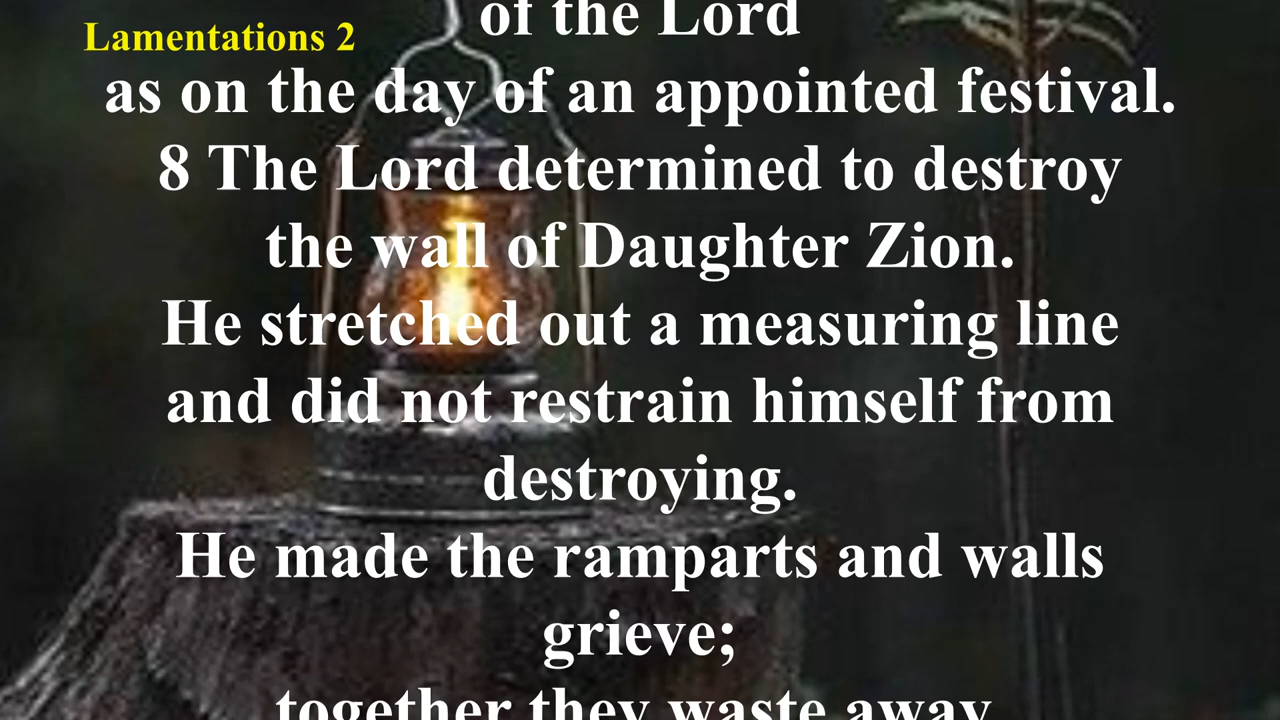 of the Lord
Lamentations 2
as on the day of an appointed festival.
8 The Lord determined to destroy
the wall of Daughter Zion.
He stretched out a measuring line
and did not restrain himself from
destroying.
He made the ramparts and walls
grieve;
together they waste away